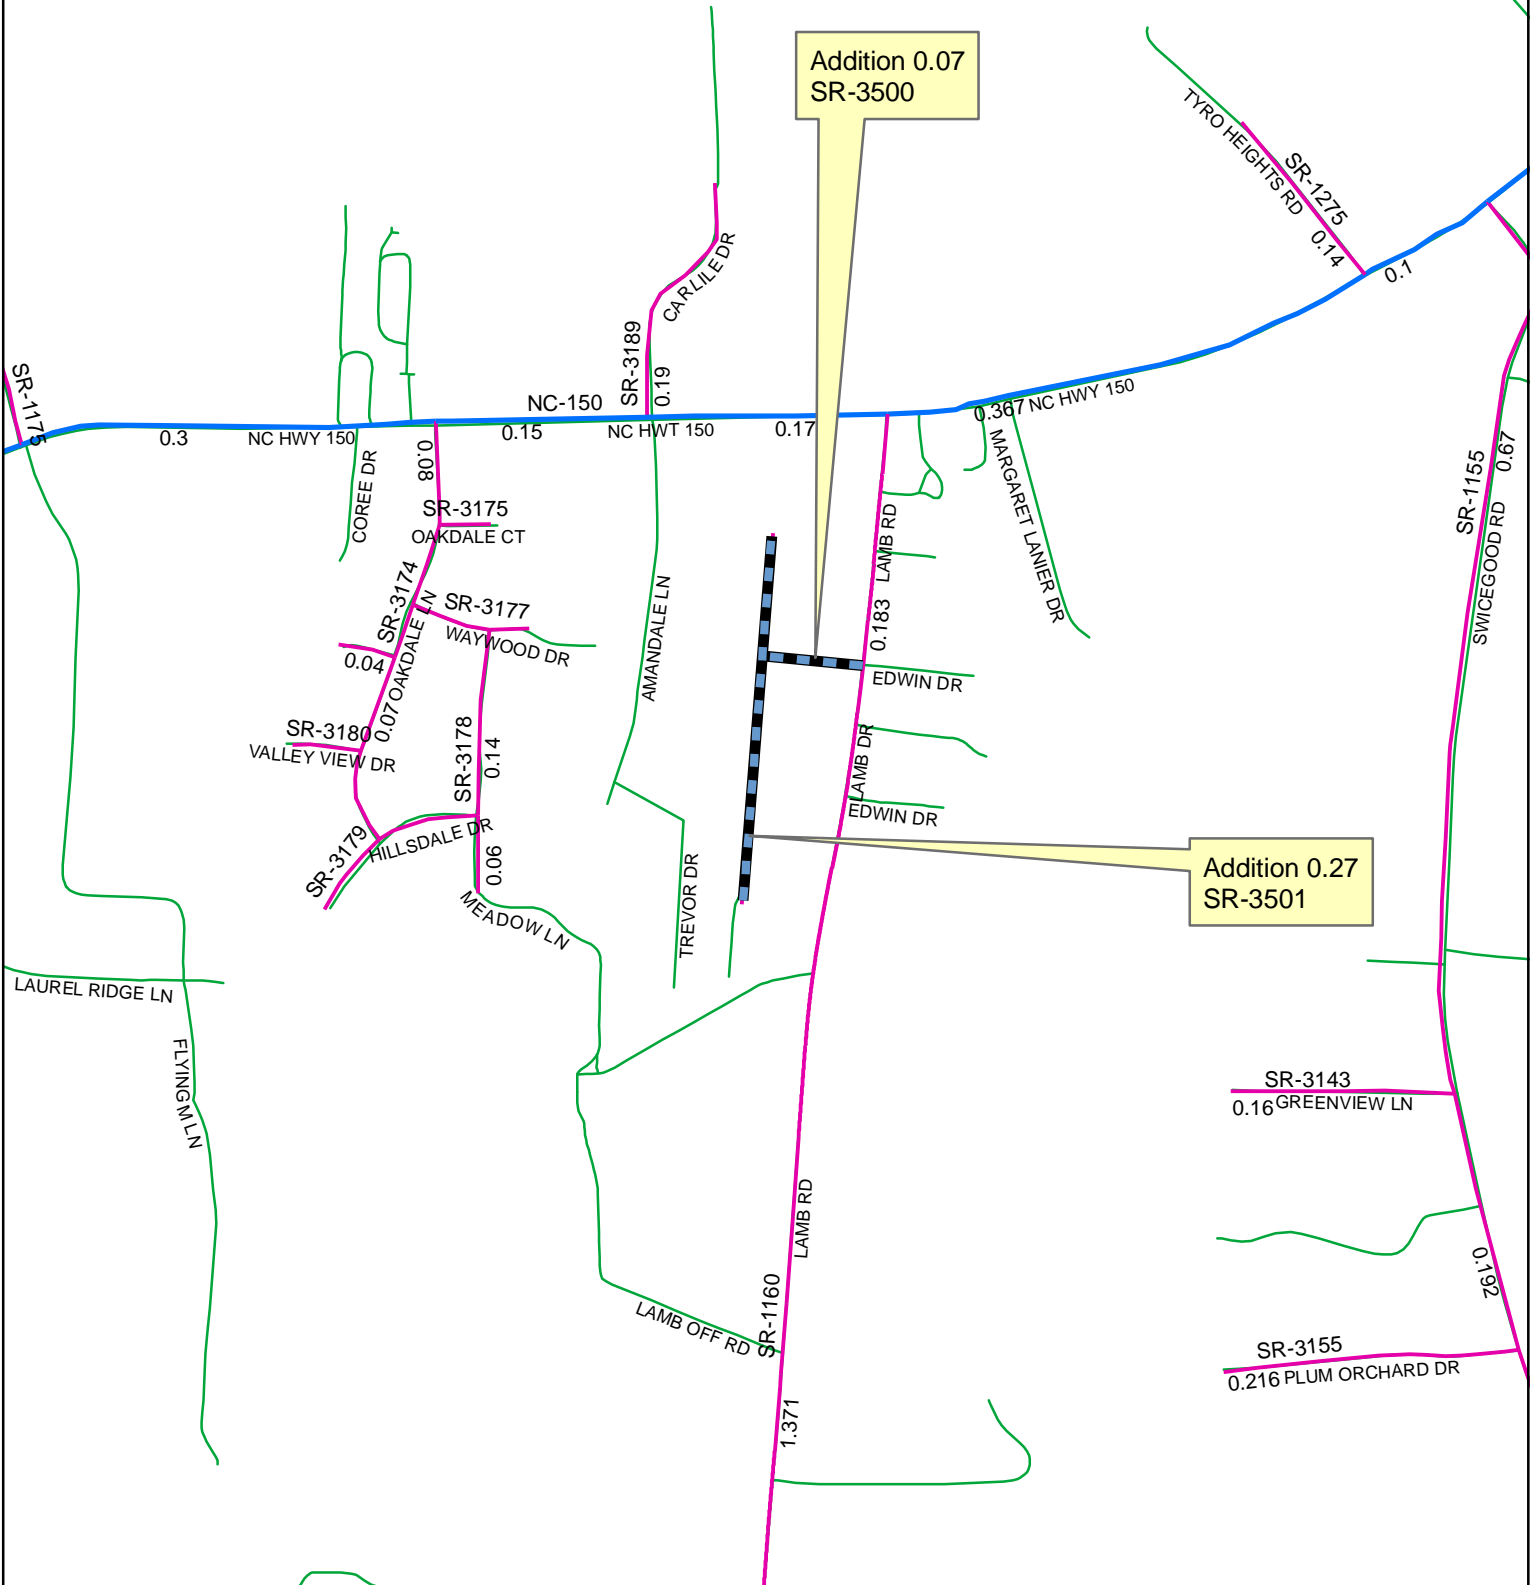 Addition 0.07
SR-3500
TYRO HEIGHTS RD
SR-1275
0.14
0.1
CARLILE DR
SR-3189
0.19
SR-1175
NC-150
0.3
NC HWY 150
0.15
NC HWT 150
0.17
0.367
NC HWY 150
MARGARET LANIER DR
COREE DR
0.08
SR-3175
OAKDALE CT
SR-3174
OAKDALE LN
SR-3177
WAYWOOD DR
0.04
0.07
SR-3180
VALLEY VIEW DR
SR-3178
0.14
SR-3179
HILLSDALE DR
0.06
MEADOW LN
AMANDALE LN
TREVOR DR
LAMB RD
0.183
EDWIN DR
LAMB DR
EDWIN DR
Addition 0.27
SR-3501
SR-1155
0.67
SWICEGOOD RD
LAUREL RIDGE LN
FLYING M LN
SR-3143
0.16
GREENVIEW LN
LAMB RD
SR-1160
LAMB OFF RD
0.192
SR-3155
0.216
PLUM ORCHARD DR
1.371